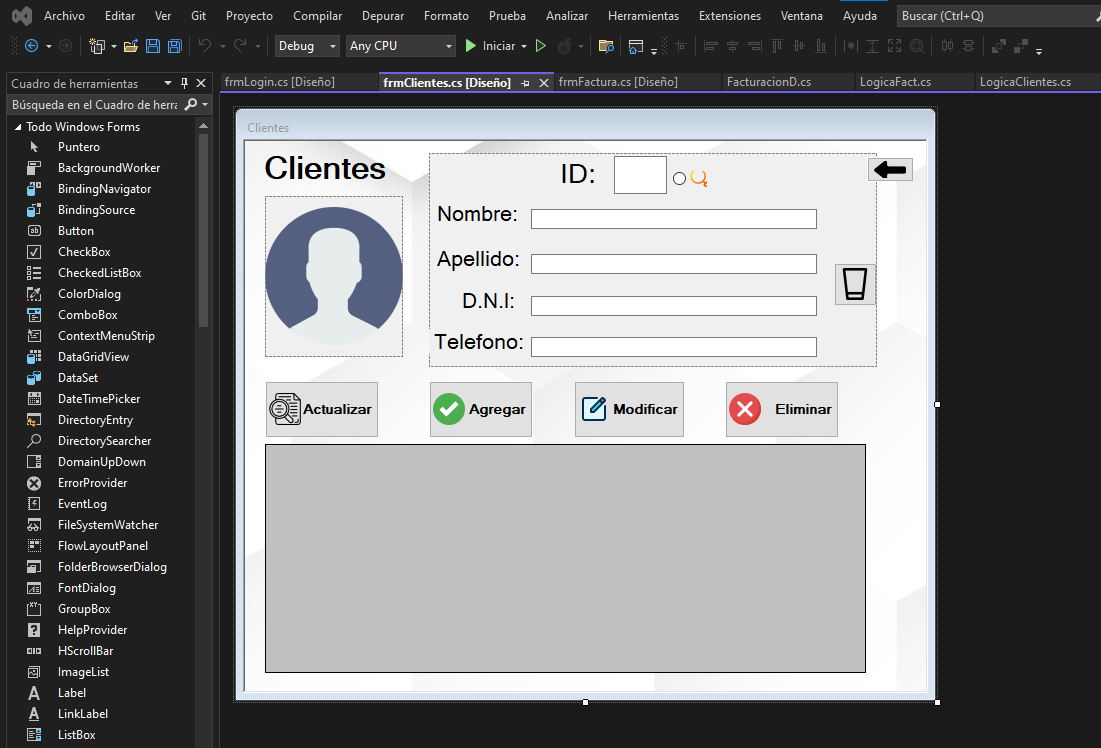 Archivo Editar Ver Git Proyecto Compilar Depurar Formato Prueba Analizar Herramientas Extensiones Ventana Ayuda Buscar (Ctrl+Q)
Debug Any CPU Iniciar
Cuadro de herramientas
frmLogin.cs [Diseño] frmClientes.cs [Diseño] frmFactura.cs [Diseño] FacturacionD.cs LogicaFact.cs LogicaClientes.cs
Búsqueda en el Cuadro de herra
Todo Windows Forms
Puntero
BackgroundWorker
BindingNavigator
BindingSource
Button
CheckBox
CheckedListBox
ColorDialog
ComboBox
ContextMenuStrip
DataGridView
DataSet
DateTimePicker
DirectoryEntry
DirectorySearcher
DomainUpDown
ErrorProvider
EventLog
FileSystemWatcher
FlowLayoutPanel
FolderBrowserDialog
FontDialog
GroupBox
HelpProvider
HScrollBar
ImageList
Label
LinkLabel
ListBox
Clientes
Clientes
ID:
Nombre:
Apellido:
D.N.I:
Telefono:
Actualizar Agregar Modificar Eliminar